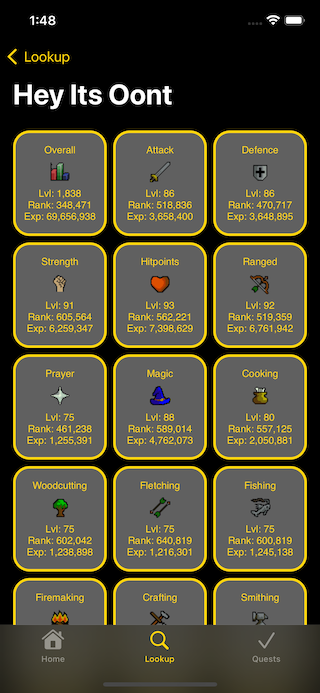 1:48
Lookup
Hey Its Oont
Overall
Lvl: 1,838
Rank: 348,471
Exp: 69,656,938
Attack
Lvl: 86
Rank: 518,836
Exp: 3,658,400
Defence
Lvl: 86
Rank: 470,717
Exp: 3,648,895
Strength
Lvl: 91
Rank: 605,564
Exp: 6,259,347
Hitpoints
Lvl: 93
Rank: 562,221
Exp: 7,398,629
Ranged
Lvl: 92
Rank: 519,359
Exp: 6,761,942
Prayer
Lvl: 75
Rank: 461,238
Exp: 1,255,391
Magic
Lvl: 88
Rank: 589,014
Exp: 4,762,073
Cooking
Lvl: 80
Rank: 557,125
Exp: 2,050,881
Woodcutting
Lvl: 75
Rank: 602,042
Exp: 1,238,898
Fletching
Lvl: 75
Rank: 640,819
Exp: 1,216,301
Fishing
Lvl: 75
Rank: 600,819
Exp: 1,245,138
Firemaking
Crafting
Smithing
Home
Lookup
Quests